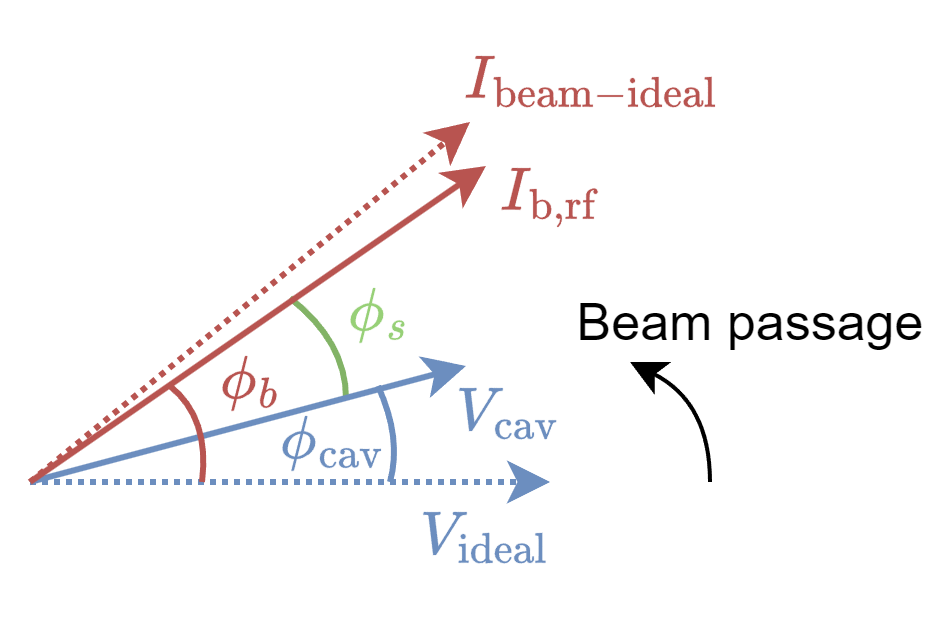 I_beam−ideal
I_b,rf
ϕ_s
Beam passage
ϕ_b
V_cav
ϕ_cav
V_ideal